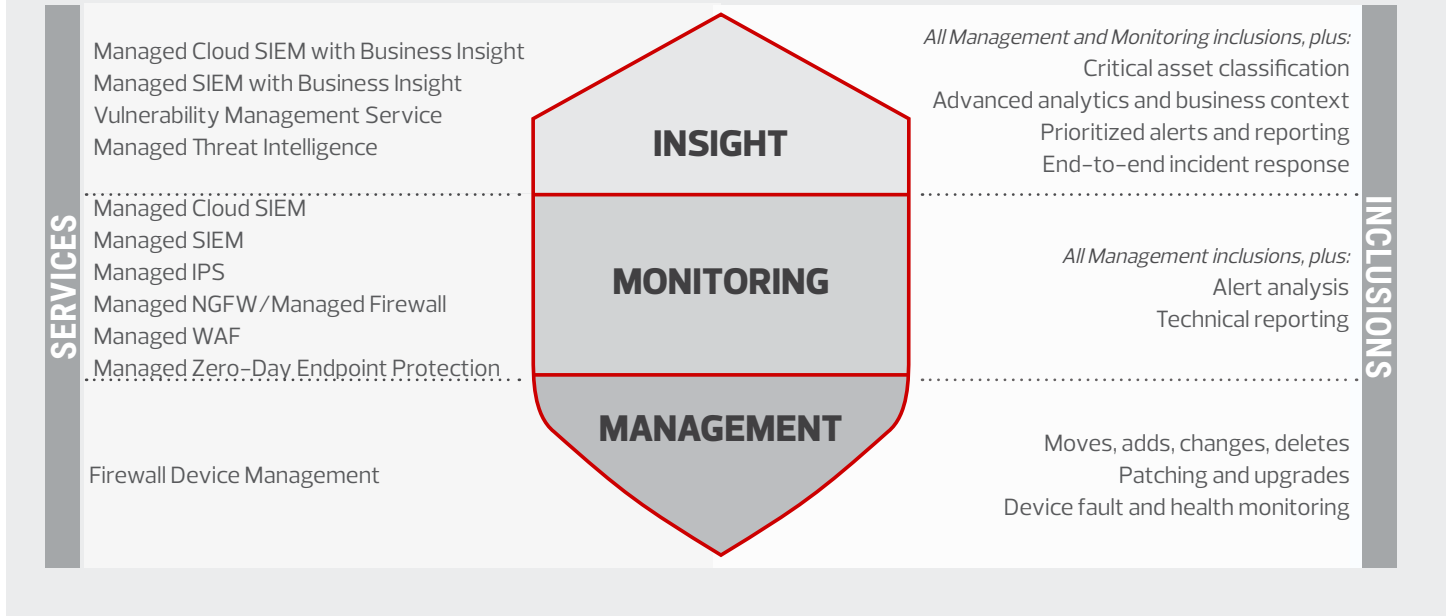 SERVICES
Managed Cloud SIEM with Business Insight
Managed SIEM with Business Insight
Vulnerability Management Service
Managed Threat Intelligence
INSIGHT
All Management and Monitoring inclusions, plus:
Critical asset classification
Advanced analytics and business context
Prioritized alerts and reporting
End-to-end incident response
Managed Cloud SIEM
Managed SIEM
Managed IPS
Managed NGFW/Managed Firewall
Managed WAF
Managed Zero-Day Endpoint Protection
MONITORING
All Management inclusions, plus:
Alert analysis
Technical reporting
Firewall Device Management
MANAGEMENT
Moves, adds, changes, deletes
Patching and upgrades
Device fault and health monitoring
INCLUSIONS